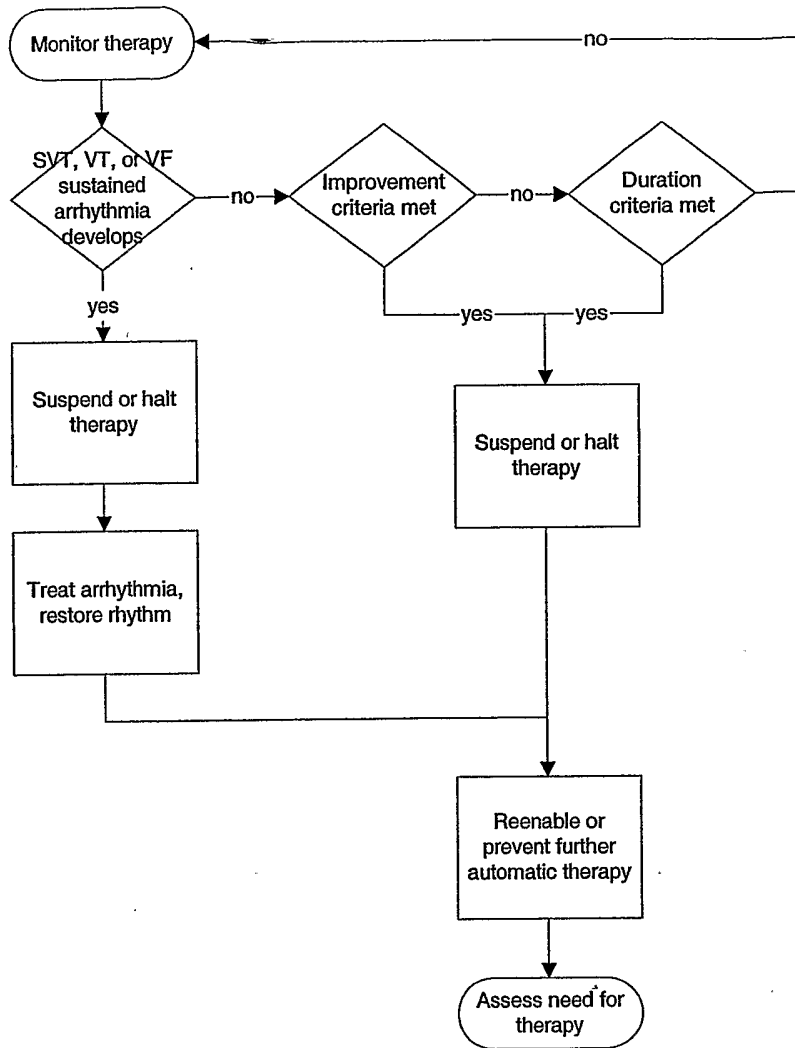 Monitor therapy
no
SVT, VT, or VF
sustained
arrhythmia
develops
no
Improvement
criteria met
no
Duration
criteria met
yes
yes
yes
Suspend or halt
therapy
Suspend or halt
therapy
Treat arrhythmia,
restore rhythm
Reenable or
prevent further
automatic therapy
Assess need for
therapy